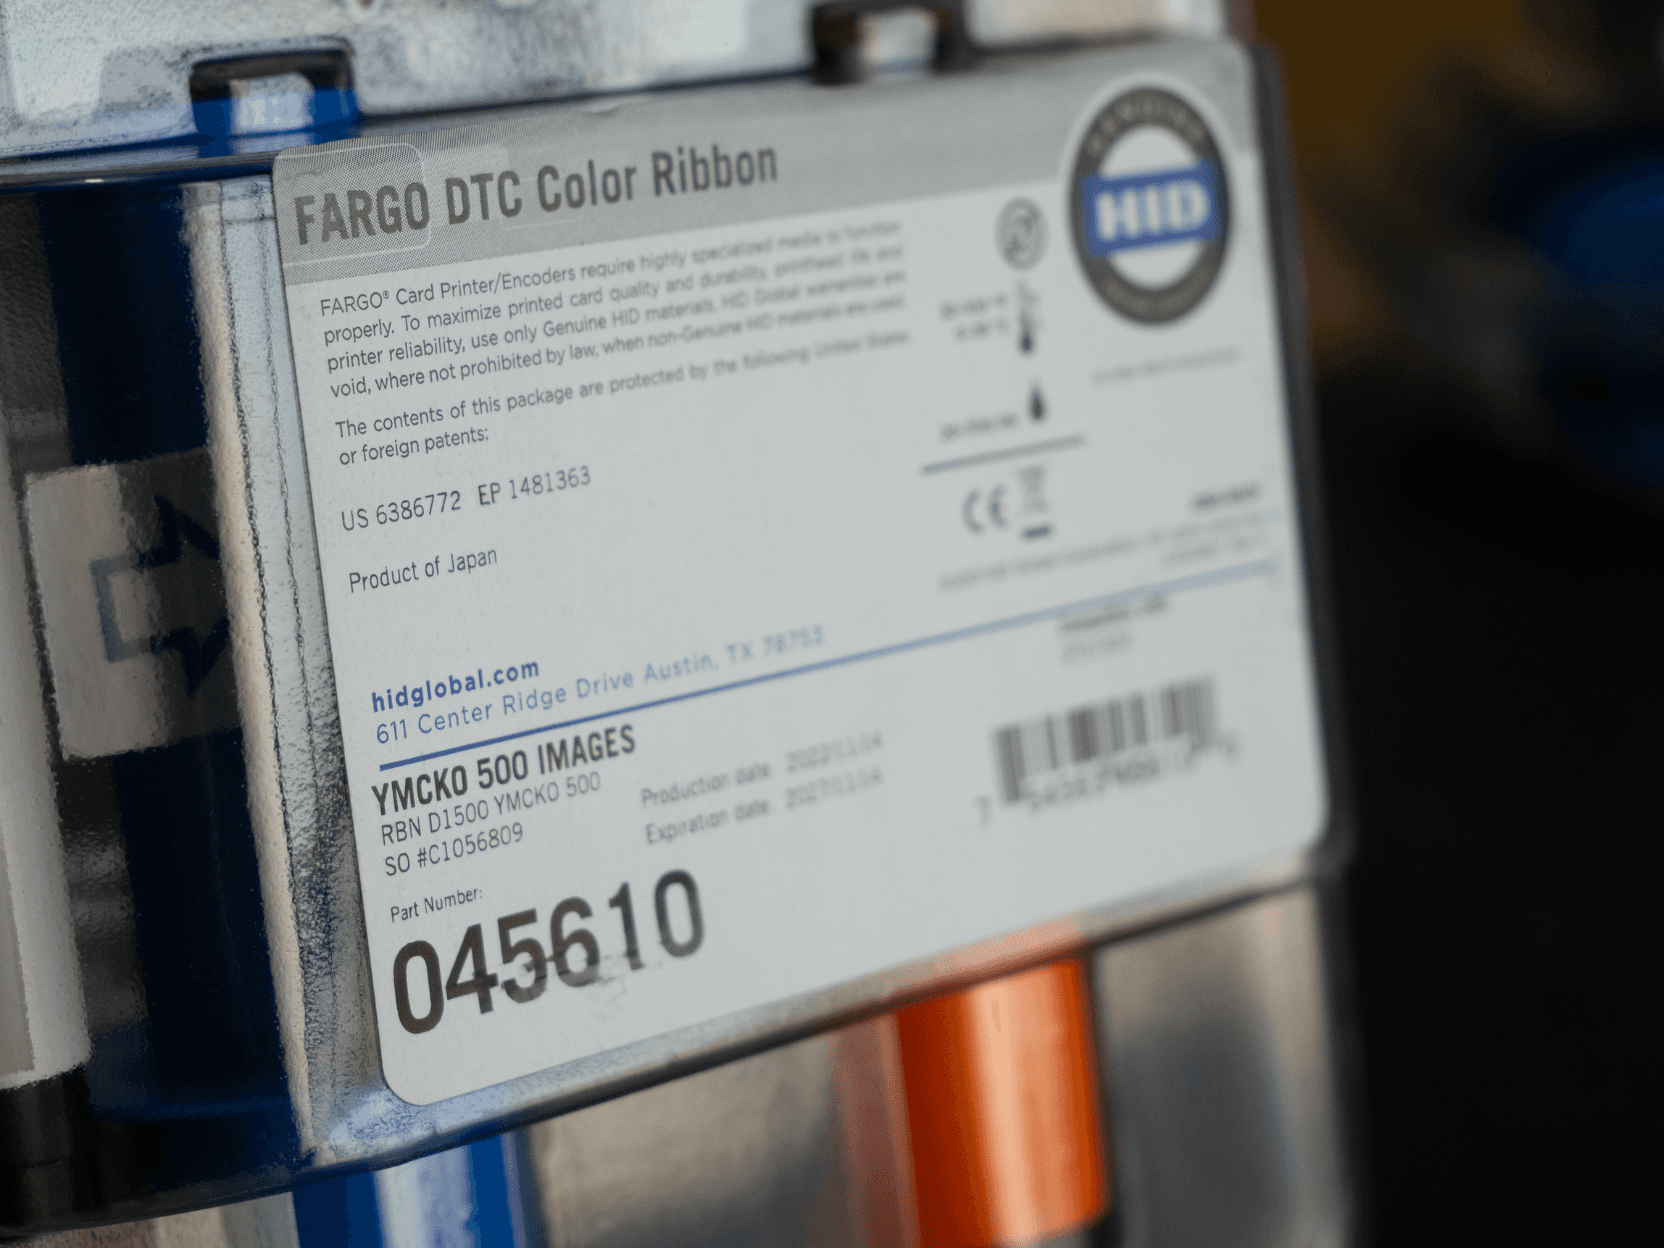 FARGO DTC Color Ribbon
GENUINE
HID
FARGO® Card Printer/Encoders require highly specialized media to function
properly. To maximize printed card quality and durability, printhead life and
printer reliability, use only Genuine HID materials. HID Global warranties are
void, where not prohibited by law, when non-Genuine HID materials are used.
The contents of this package are protected by the following United States
or foreign patents:
US 6386772 EP 1481363
Product of Japan
CE
hidglobal.com
611 Center Ridge Drive Austin, TX 78753
YMCKO 500 IMAGES
RBN D1500 YMCKO 500
SO #C1056809
Production date: 20221104
Expiration date: 20271104
Part Number:
045610